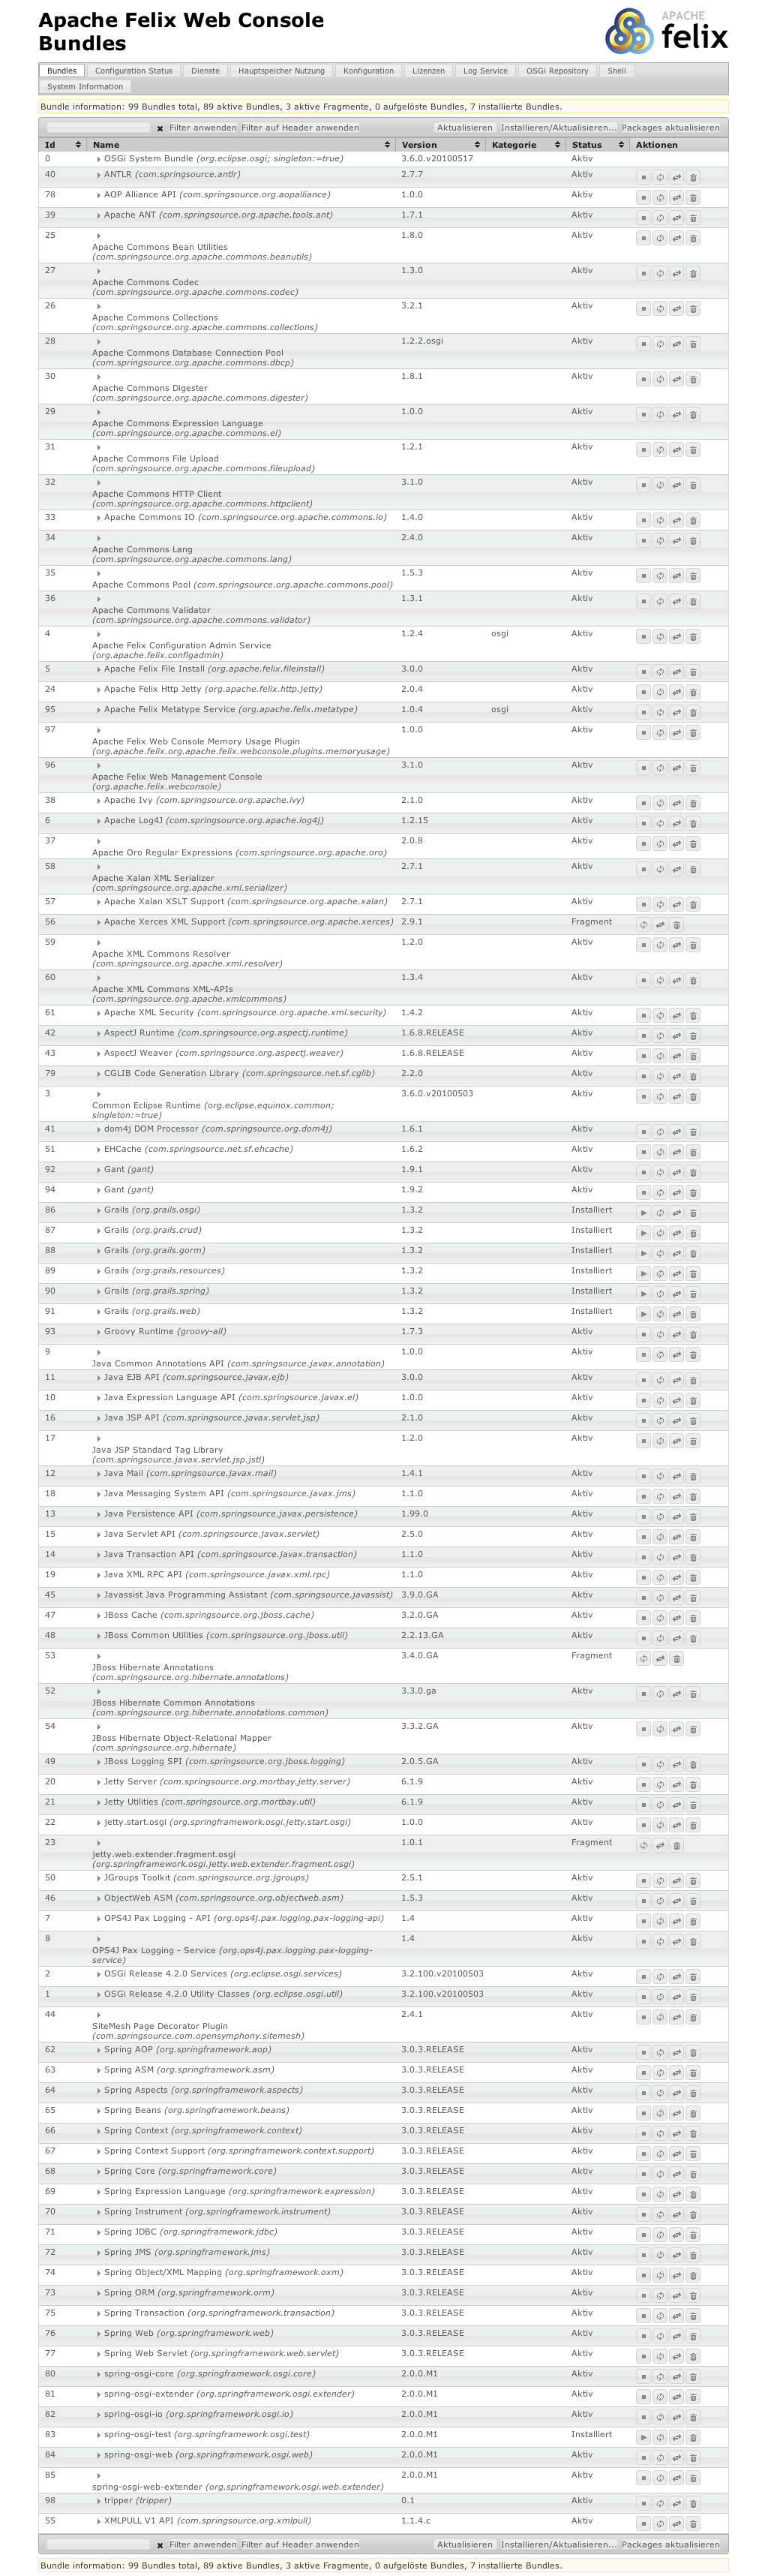 Apache Felix Web Console
Bundles
APACHE
felix
Bundles Configuration Status Dienste Hauptspeicher Nutzung Konfiguration Lizenzen Log Service OSGi Repository Shell
System Information
Bundle information: 99 Bundles total, 89 aktive Bundles, 3 aktive Fragmente, 0 aufgelöste Bundles, 7 installierte Bundles.
Filter anwenden Filter auf Header anwenden Aktualisieren Installieren/Aktualisieren... Packages aktualisieren
Id Name Version Kategorie Status Aktionen
0 OSGi System Bundle (org.eclipse.osgi; singleton:=true) 3.6.0.v20100517 Aktiv
40 ANTLR (com.springsource.antlr) 2.7.7 Aktiv
78 AOP Alliance API (com.springsource.org.aopalliance) 1.0.0 Aktiv
39 Apache ANT (com.springsource.org.apache.tools.ant) 1.7.1 Aktiv
25 1.8.0 Aktiv
Apache Commons Bean Utilities
(com.springsource.org.apache.commons.beanutils)
27 1.3.0 Aktiv
Apache Commons Codec
(com.springsource.org.apache.commons.codec)
26 3.2.1 Aktiv
Apache Commons Collections
(com.springsource.org.apache.commons.collections)
28 1.2.2.osgi Aktiv
Apache Commons Database Connection Pool
(com.springsource.org.apache.commons.dbcp)
30 1.8.1 Aktiv
Apache Commons Digester
(com.springsource.org.apache.commons.digester)
29 1.0.0 Aktiv
Apache Commons Expression Language
(com.springsource.org.apache.commons.el)
31 1.2.1 Aktiv
Apache Commons File Upload
(com.springsource.org.apache.commons.fileupload)
32 3.1.0 Aktiv
Apache Commons HTTP Client
(com.springsource.org.apache.commons.httpclient)
33 Apache Commons IO (com.springsource.org.apache.commons.io) 1.4.0 Aktiv
34 2.4.0 Aktiv
Apache Commons Lang
(com.springsource.org.apache.commons.lang)
35 1.5.3 Aktiv
Apache Commons Pool (com.springsource.org.apache.commons.pool)
36 1.3.1 Aktiv
Apache Commons Validator
(com.springsource.org.apache.commons.validator)
4 1.2.4 osgi Aktiv
Apache Felix Configuration Admin Service
(org.apache.felix.configadmin)
5 Apache Felix File Install (org.apache.felix.fileinstall) 3.0.0 Aktiv
24 Apache Felix Http Jetty (org.apache.felix.http.jetty) 2.0.4 Aktiv
95 Apache Felix Metatype Service (org.apache.felix.metatype) 1.0.4 osgi Aktiv
97 1.0.0 Aktiv
Apache Felix Web Console Memory Usage Plugin
(org.apache.felix.org.apache.felix.webconsole.plugins.memoryusage)
96 3.1.0 Aktiv
Apache Felix Web Management Console
(org.apache.felix.webconsole)
38 Apache Ivy (com.springsource.org.apache.ivy) 2.1.0 Aktiv
6 Apache Log4J (com.springsource.org.apache.log4j) 1.2.15 Aktiv
37 2.0.8 Aktiv
Apache Oro Regular Expressions (com.springsource.org.apache.oro)
58 2.7.1 Aktiv
Apache Xalan XML Serializer
(com.springsource.org.apache.xml.serializer)
57 Apache Xalan XSLT Support (com.springsource.org.apache.xalan) 2.7.1 Aktiv
56 Apache Xerces XML Support (com.springsource.org.apache.xerces) 2.9.1 Fragment
59 1.2.0 Aktiv
Apache XML Commons Resolver
(com.springsource.org.apache.xml.resolver)
60 1.3.4 Aktiv
Apache XML Commons XML-APIs
(com.springsource.org.apache.xmlcommons)
61 Apache XML Security (com.springsource.org.apache.xml.security) 1.4.2 Aktiv
42 AspectJ Runtime (com.springsource.org.aspectj.runtime) 1.6.8.RELEASE Aktiv
43 AspectJ Weaver (com.springsource.org.aspectj.weaver) 1.6.8.RELEASE Aktiv
79 CGLIB Code Generation Library (com.springsource.net.sf.cglib) 2.2.0 Aktiv
3 3.6.0.v20100503 Aktiv
Common Eclipse Runtime (org.eclipse.equinox.common;
singleton:=true)
41 dom4j DOM Processor (com.springsource.org.dom4j) 1.6.1 Aktiv
51 EHCache (com.springsource.net.sf.ehcache) 1.6.2 Aktiv
92 Gant (gant) 1.9.1 Aktiv
94 Gant (gant) 1.9.2 Aktiv
86 Grails (org.grails.osgi) 1.3.2 Installiert
87 Grails (org.grails.crud) 1.3.2 Installiert
88 Grails (org.grails.gorm) 1.3.2 Installiert
89 Grails (org.grails.resources) 1.3.2 Installiert
90 Grails (org.grails.spring) 1.3.2 Installiert
91 Grails (org.grails.web) 1.3.2 Installiert
93 Groovy Runtime (groovy-all) 1.7.3 Aktiv
9 1.0.0 Aktiv
Java Common Annotations API (com.springsource.javax.annotation)
11 Java EJB API (com.springsource.javax.ejb) 3.0.0 Aktiv
10 Java Expression Language API (com.springsource.javax.el) 1.0.0 Aktiv
16 Java JSP API (com.springsource.javax.servlet.jsp) 2.1.0 Aktiv
17 1.2.0 Aktiv
Java JSP Standard Tag Library
(com.springsource.javax.servlet.jsp.jstl)
12 Java Mail (com.springsource.javax.mail) 1.4.1 Aktiv
18 Java Messaging System API (com.springsource.javax.jms) 1.1.0 Aktiv
13 Java Persistence API (com.springsource.javax.persistence) 1.99.0 Aktiv
15 Java Servlet API (com.springsource.javax.servlet) 2.5.0 Aktiv
14 Java Transaction API (com.springsource.javax.transaction) 1.1.0 Aktiv
19 Java XML RPC API (com.springsource.javax.xml.rpc) 1.1.0 Aktiv
45 Javassist Java Programming Assistant (com.springsource.javassist) 3.9.0.GA Aktiv
47 JBoss Cache (com.springsource.org.jboss.cache) 3.2.0.GA Aktiv
48 JBoss Common Utilities (com.springsource.org.jboss.util) 2.2.13.GA Aktiv
53 3.4.0.GA Fragment
JBoss Hibernate Annotations
(com.springsource.org.hibernate.annotations)
52 3.3.0.ga Aktiv
JBoss Hibernate Common Annotations
(com.springsource.org.hibernate.annotations.common)
54 3.3.2.GA Aktiv
JBoss Hibernate Object-Relational Mapper
(com.springsource.org.hibernate)
49 JBoss Logging SPI (com.springsource.org.jboss.logging) 2.0.5.GA Aktiv
20 Jetty Server (com.springsource.org.mortbay.jetty.server) 6.1.9 Aktiv
21 Jetty Utilities (com.springsource.org.mortbay.util) 6.1.9 Aktiv
22 jetty.start.osgi (org.springframework.osgi.jetty.start.osgi) 1.0.0 Aktiv
23 1.0.1 Fragment
jetty.web.extender.fragment.osgi
(org.springframework.osgi.jetty.web.extender.fragment.osgi)
50 JGroups Toolkit (com.springsource.org.jgroups) 2.5.1 Aktiv
46 ObjectWeb ASM (com.springsource.org.objectweb.asm) 1.5.3 Aktiv
7 OPS4J Pax Logging - API (org.ops4j.pax.logging.pax-logging-api) 1.4 Aktiv
8 1.4 Aktiv
OPS4J Pax Logging - Service (org.ops4j.pax.logging.pax-logging-
service)
2 OSGi Release 4.2.0 Services (org.eclipse.osgi.services) 3.2.100.v20100503 Aktiv
1 OSGi Release 4.2.0 Utility Classes (org.eclipse.osgi.util) 3.2.100.v20100503 Aktiv
44 2.4.1 Aktiv
SiteMesh Page Decorator Plugin
(com.springsource.com.opensymphony.sitemesh)
62 Spring AOP (org.springframework.aop) 3.0.3.RELEASE Aktiv
63 Spring ASM (org.springframework.asm) 3.0.3.RELEASE Aktiv
64 Spring Aspects (org.springframework.aspects) 3.0.3.RELEASE Aktiv
65 Spring Beans (org.springframework.beans) 3.0.3.RELEASE Aktiv
66 Spring Context (org.springframework.context) 3.0.3.RELEASE Aktiv
67 Spring Context Support (org.springframework.context.support) 3.0.3.RELEASE Aktiv
68 Spring Core (org.springframework.core) 3.0.3.RELEASE Aktiv
69 Spring Expression Language (org.springframework.expression) 3.0.3.RELEASE Aktiv
70 Spring Instrument (org.springframework.instrument) 3.0.3.RELEASE Aktiv
71 Spring JDBC (org.springframework.jdbc) 3.0.3.RELEASE Aktiv
72 Spring JMS (org.springframework.jms) 3.0.3.RELEASE Aktiv
74 Spring Object/XML Mapping (org.springframework.oxm) 3.0.3.RELEASE Aktiv
73 Spring ORM (org.springframework.orm) 3.0.3.RELEASE Aktiv
75 Spring Transaction (org.springframework.transaction) 3.0.3.RELEASE Aktiv
76 Spring Web (org.springframework.web) 3.0.3.RELEASE Aktiv
77 Spring Web Servlet (org.springframework.web.servlet) 3.0.3.RELEASE Aktiv
80 spring-osgi-core (org.springframework.osgi.core) 2.0.0.M1 Aktiv
81 spring-osgi-extender (org.springframework.osgi.extender) 2.0.0.M1 Aktiv
82 spring-osgi-io (org.springframework.osgi.io) 2.0.0.M1 Aktiv
83 spring-osgi-test (org.springframework.osgi.test) 2.0.0.M1 Installiert
84 spring-osgi-web (org.springframework.osgi.web) 2.0.0.M1 Aktiv
85 2.0.0.M1 Aktiv
spring-osgi-web-extender (org.springframework.osgi.web.extender)
98 tripper (tripper) 0.1 Aktiv
55 XMLPULL V1 API (com.springsource.org.xmlpull) 1.1.4.c Aktiv
Filter anwenden Filter auf Header anwenden Aktualisieren Installieren/Aktualisieren... Packages aktualisieren
Bundle information: 99 Bundles total, 89 aktive Bundles, 3 aktive Fragmente, 0 aufgelöste Bundles, 7 installierte Bundles.